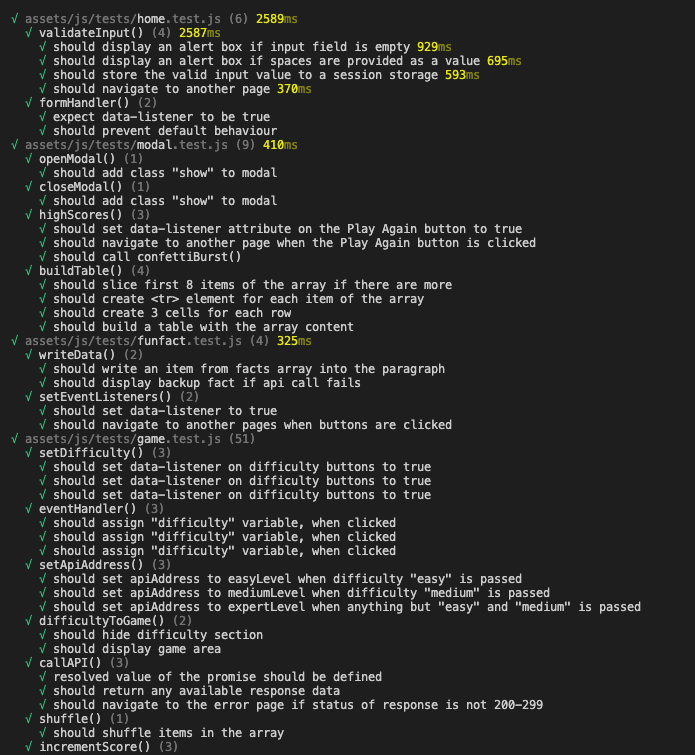 √ assets/js/tests/home.test.js (6) 2589ms
√ validateInput() (4) 2587ms
√ should display an alert box if input field is empty 929ms
√ should display an alert box if spaces are provided as a value 695ms
√ should store the valid input value to a session storage 593ms
√ should navigate to another page 370ms
√ formHandler() (2)
√ expect data-listener to be true
√ should prevent default behaviour
√ assets/js/tests/modal.test.js (9) 410ms
√ openModal() (1)
√ should add class "show" to modal
√ closeModal() (1)
√ should add class "show" to modal
√ highScores() (3)
√ should set data-listener attribute on the Play Again button to true
√ should navigate to another page when the Play Again button is clicked
√ should call confettiBurst()
√ buildTable() (4)
√ should slice first 8 items of the array if there are more
√ should create <tr> element for each item of the array
√ should create 3 cells for each row
√ should build a table with the array content
√ assets/js/tests/funfact.test.js (4) 325ms
√ writeData() (2)
√ should write an item from facts array into the paragraph
√ should display backup fact if api call fails
√ setEventListeners() (2)
√ should set data-listener to true
√ should navigate to another pages when buttons are clicked
√ assets/js/tests/game.test.js (51)
√ setDifficulty() (3)
√ should set data-listener on difficulty buttons to true
√ should set data-listener on difficulty buttons to true
√ should set data-listener on difficulty buttons to true
√ eventHandler() (3)
√ should assign "difficulty" variable, when clicked
√ should assign "difficulty" variable, when clicked
√ should assign "difficulty" variable, when clicked
√ setApiAddress() (3)
√ should set apiAddress to easyLevel when difficulty "easy" is passed
√ should set apiAddress to mediumLevel when difficulty "medium" is passed
√ should set apiAddress to expertLevel when anything but "easy" and "medium" is passed
√ difficultyToGame() (2)
√ should hide difficulty section
√ should display game area
√ callAPI() (3)
√ resolved value of the promise should be defined
√ should return any available response data
√ should navigate to the error page if status of response is not 200-299
√ shuffle() (1)
√ should shuffle items in the array
√ incrementScore() (3)